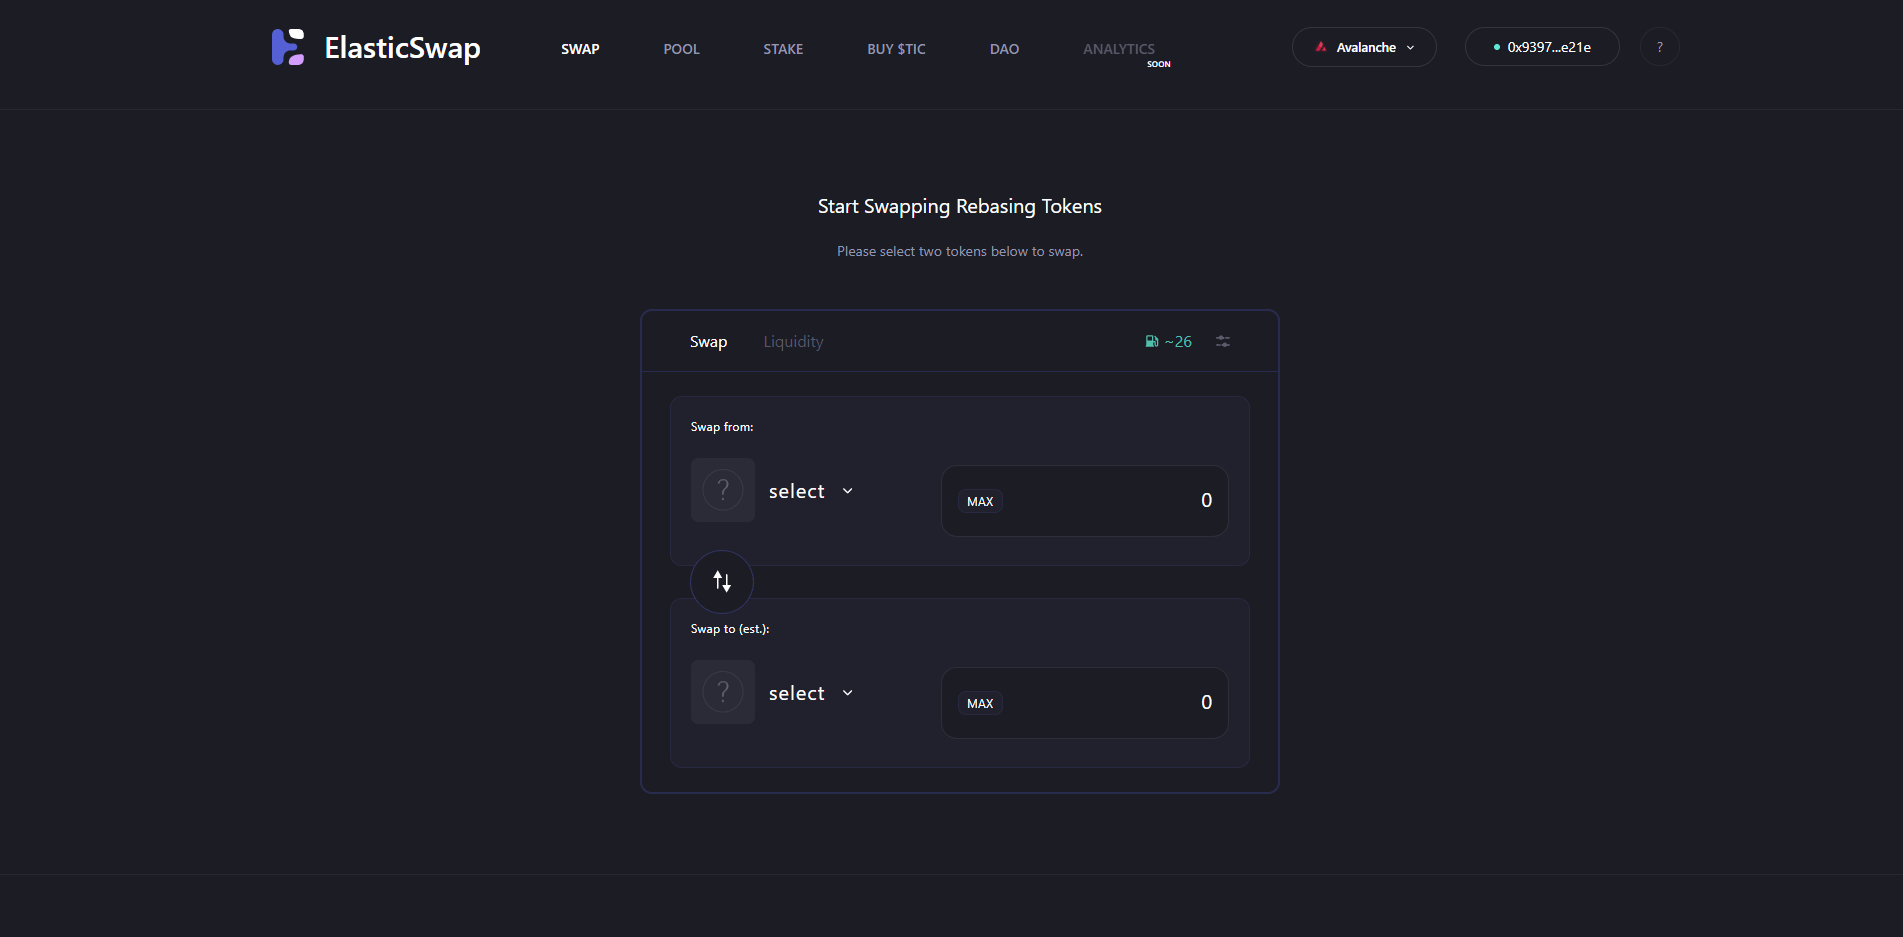 ElasticSwap
SWAP
POOL
STAKE
BUY $TIC
DAO
ANALYTICS
SOON
Avalanche
0x9397...e21e
?
Start Swapping Rebasing Tokens
Please select two tokens below to swap.
Swap
Liquidity
~26
Swap from:
?
select
MAX
0
Swap to (est.):
?
select
MAX
0